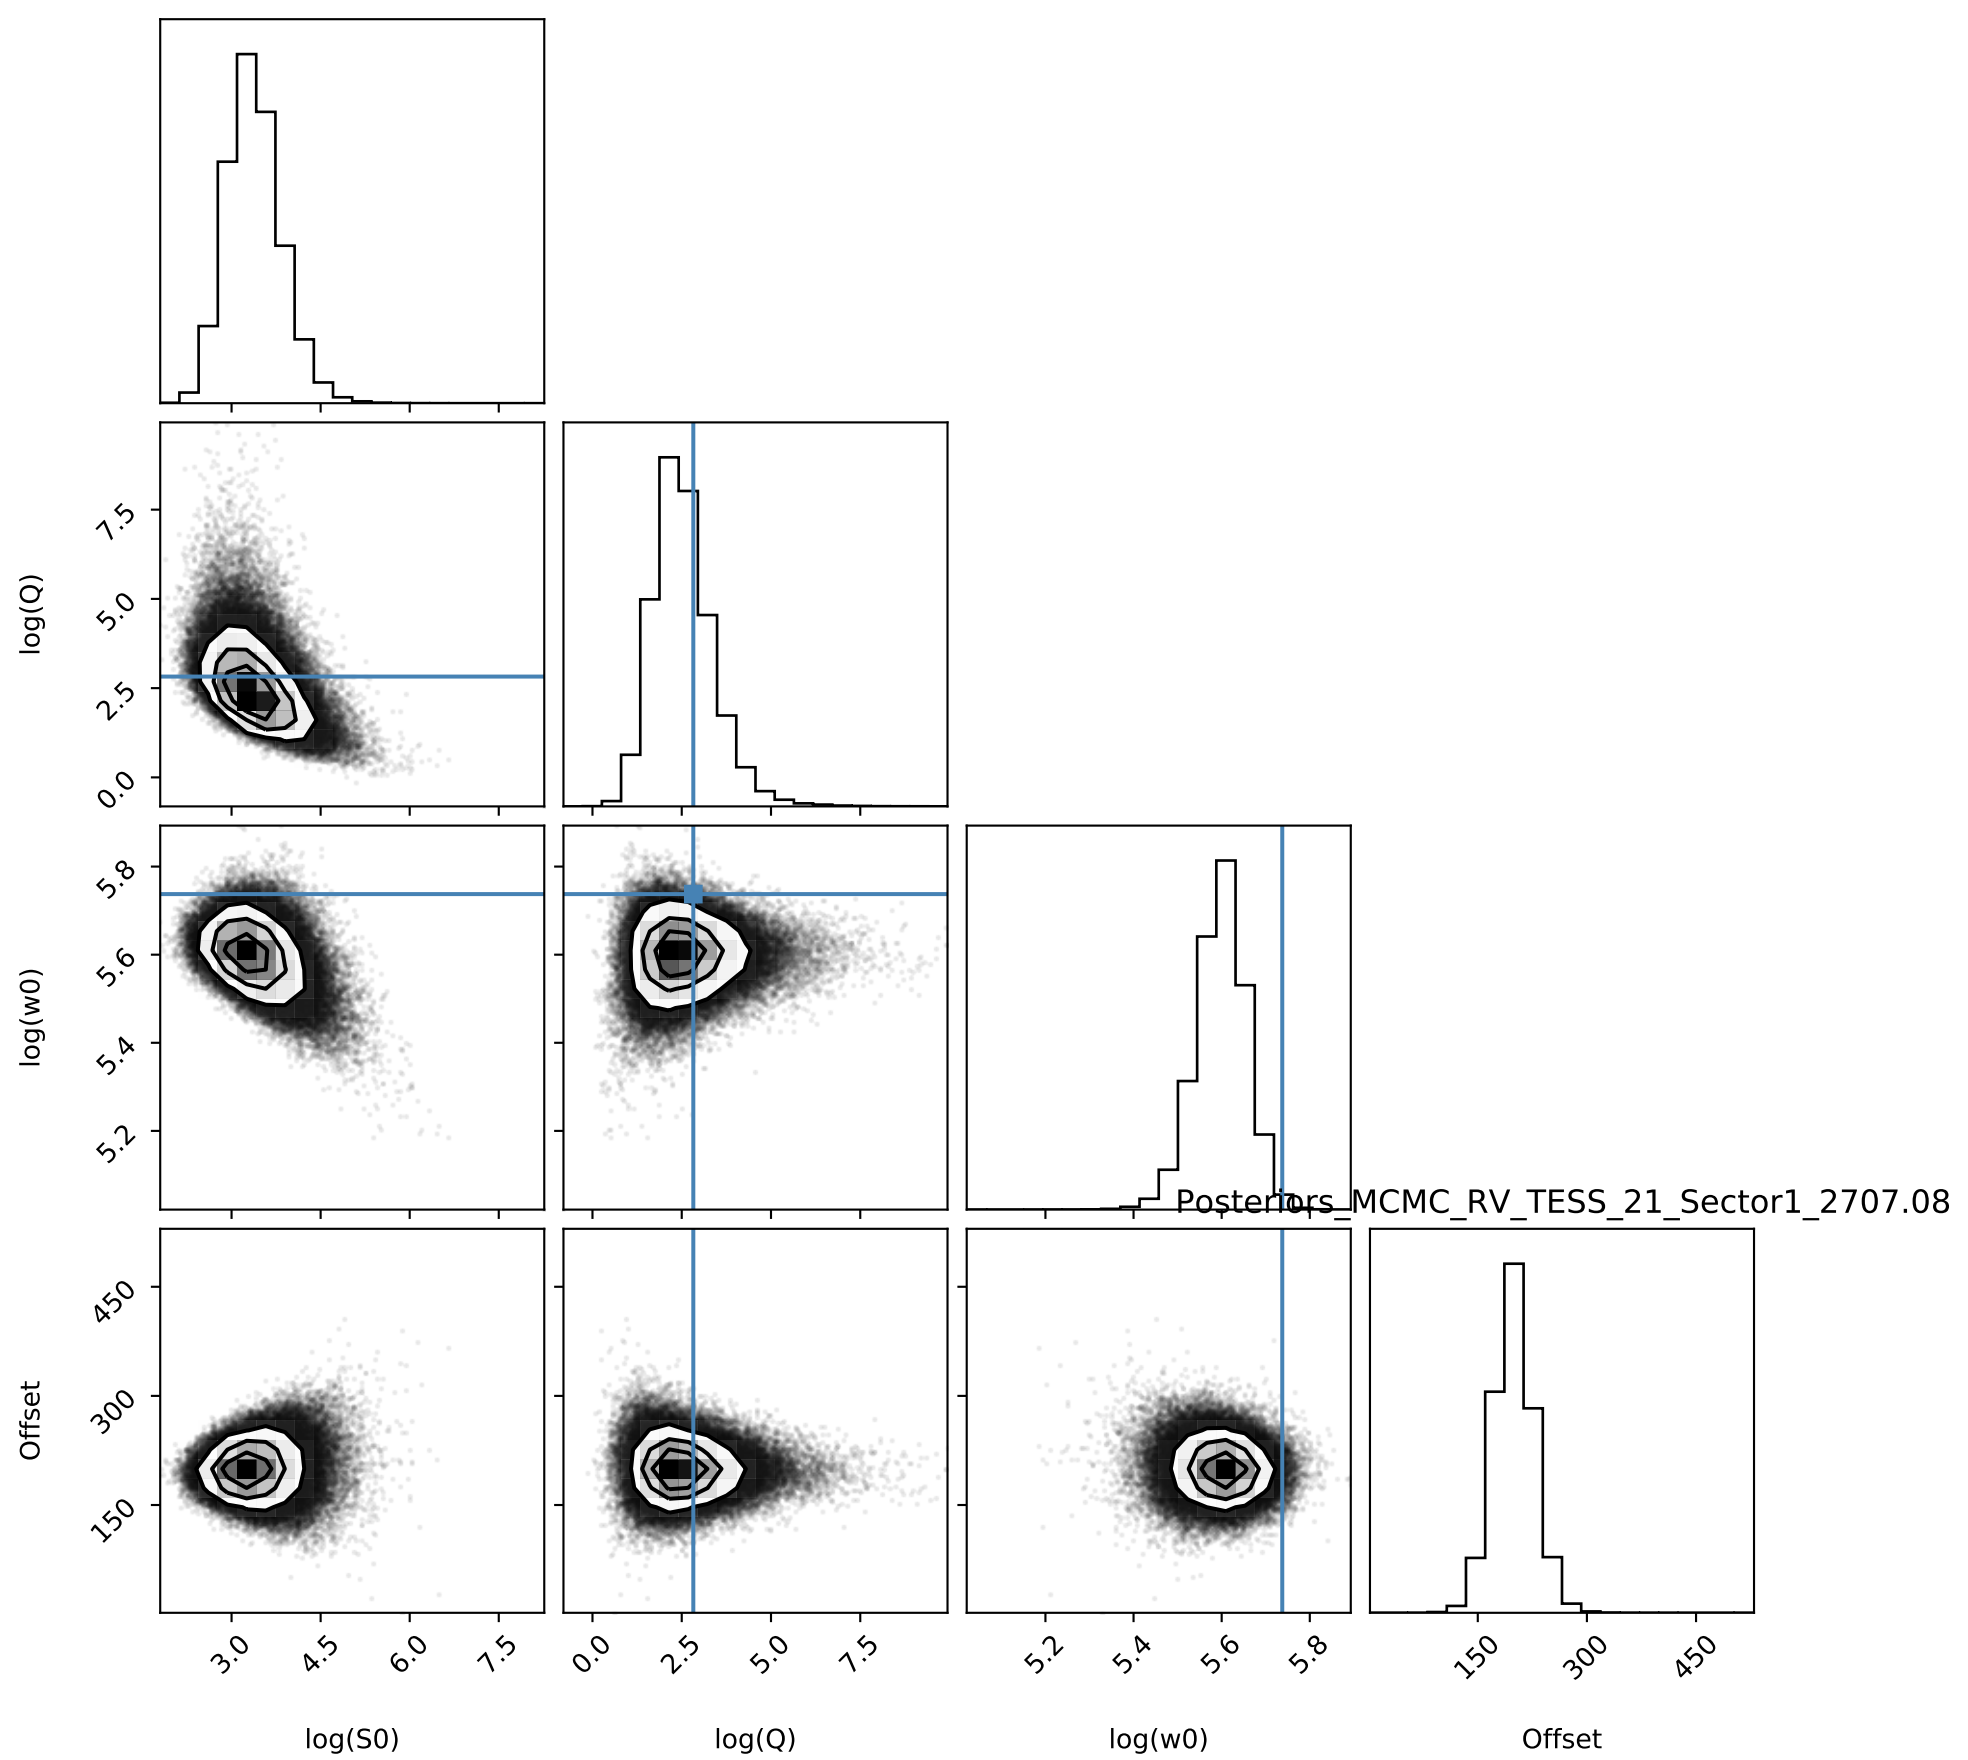 7.5
5.0
2.5
0.0
log(Q)
5.8
5.6
5.4
5.2
log(w0)
Posteriors_MCMC_RV_TESS_21_Sector1_2707.08
450
300
150
Offset
3.0 4.5 6.0 7.5
0.0 2.5 5.0 7.5
5.2 5.4 5.6 5.8
150 300 450
log(S0) log(Q) log(w0) Offset